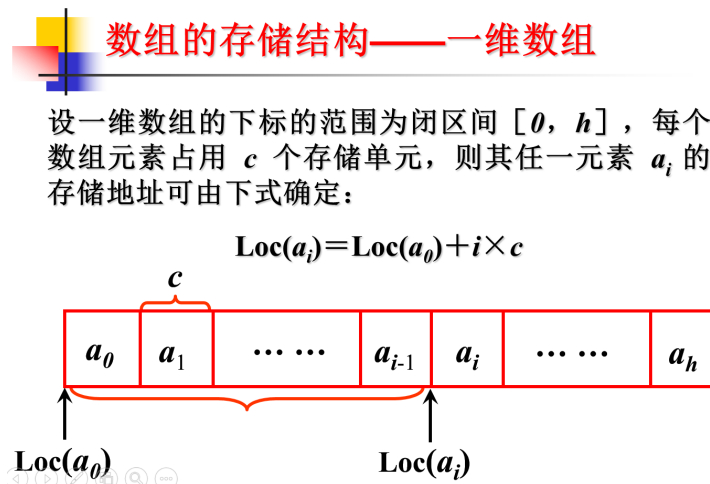 数组的存储结构——一维数组
设一维数组的下标的范围为闭区间［0，h］，每个
数组元素占用 c 个存储单元，则其任一元素 ai 的
存储地址可由下式确定：
Loc(ai)＝Loc(a0)＋i×c
c
a0 a1 …… ai-1 ai …… ah
Loc(a0) Loc(ai)